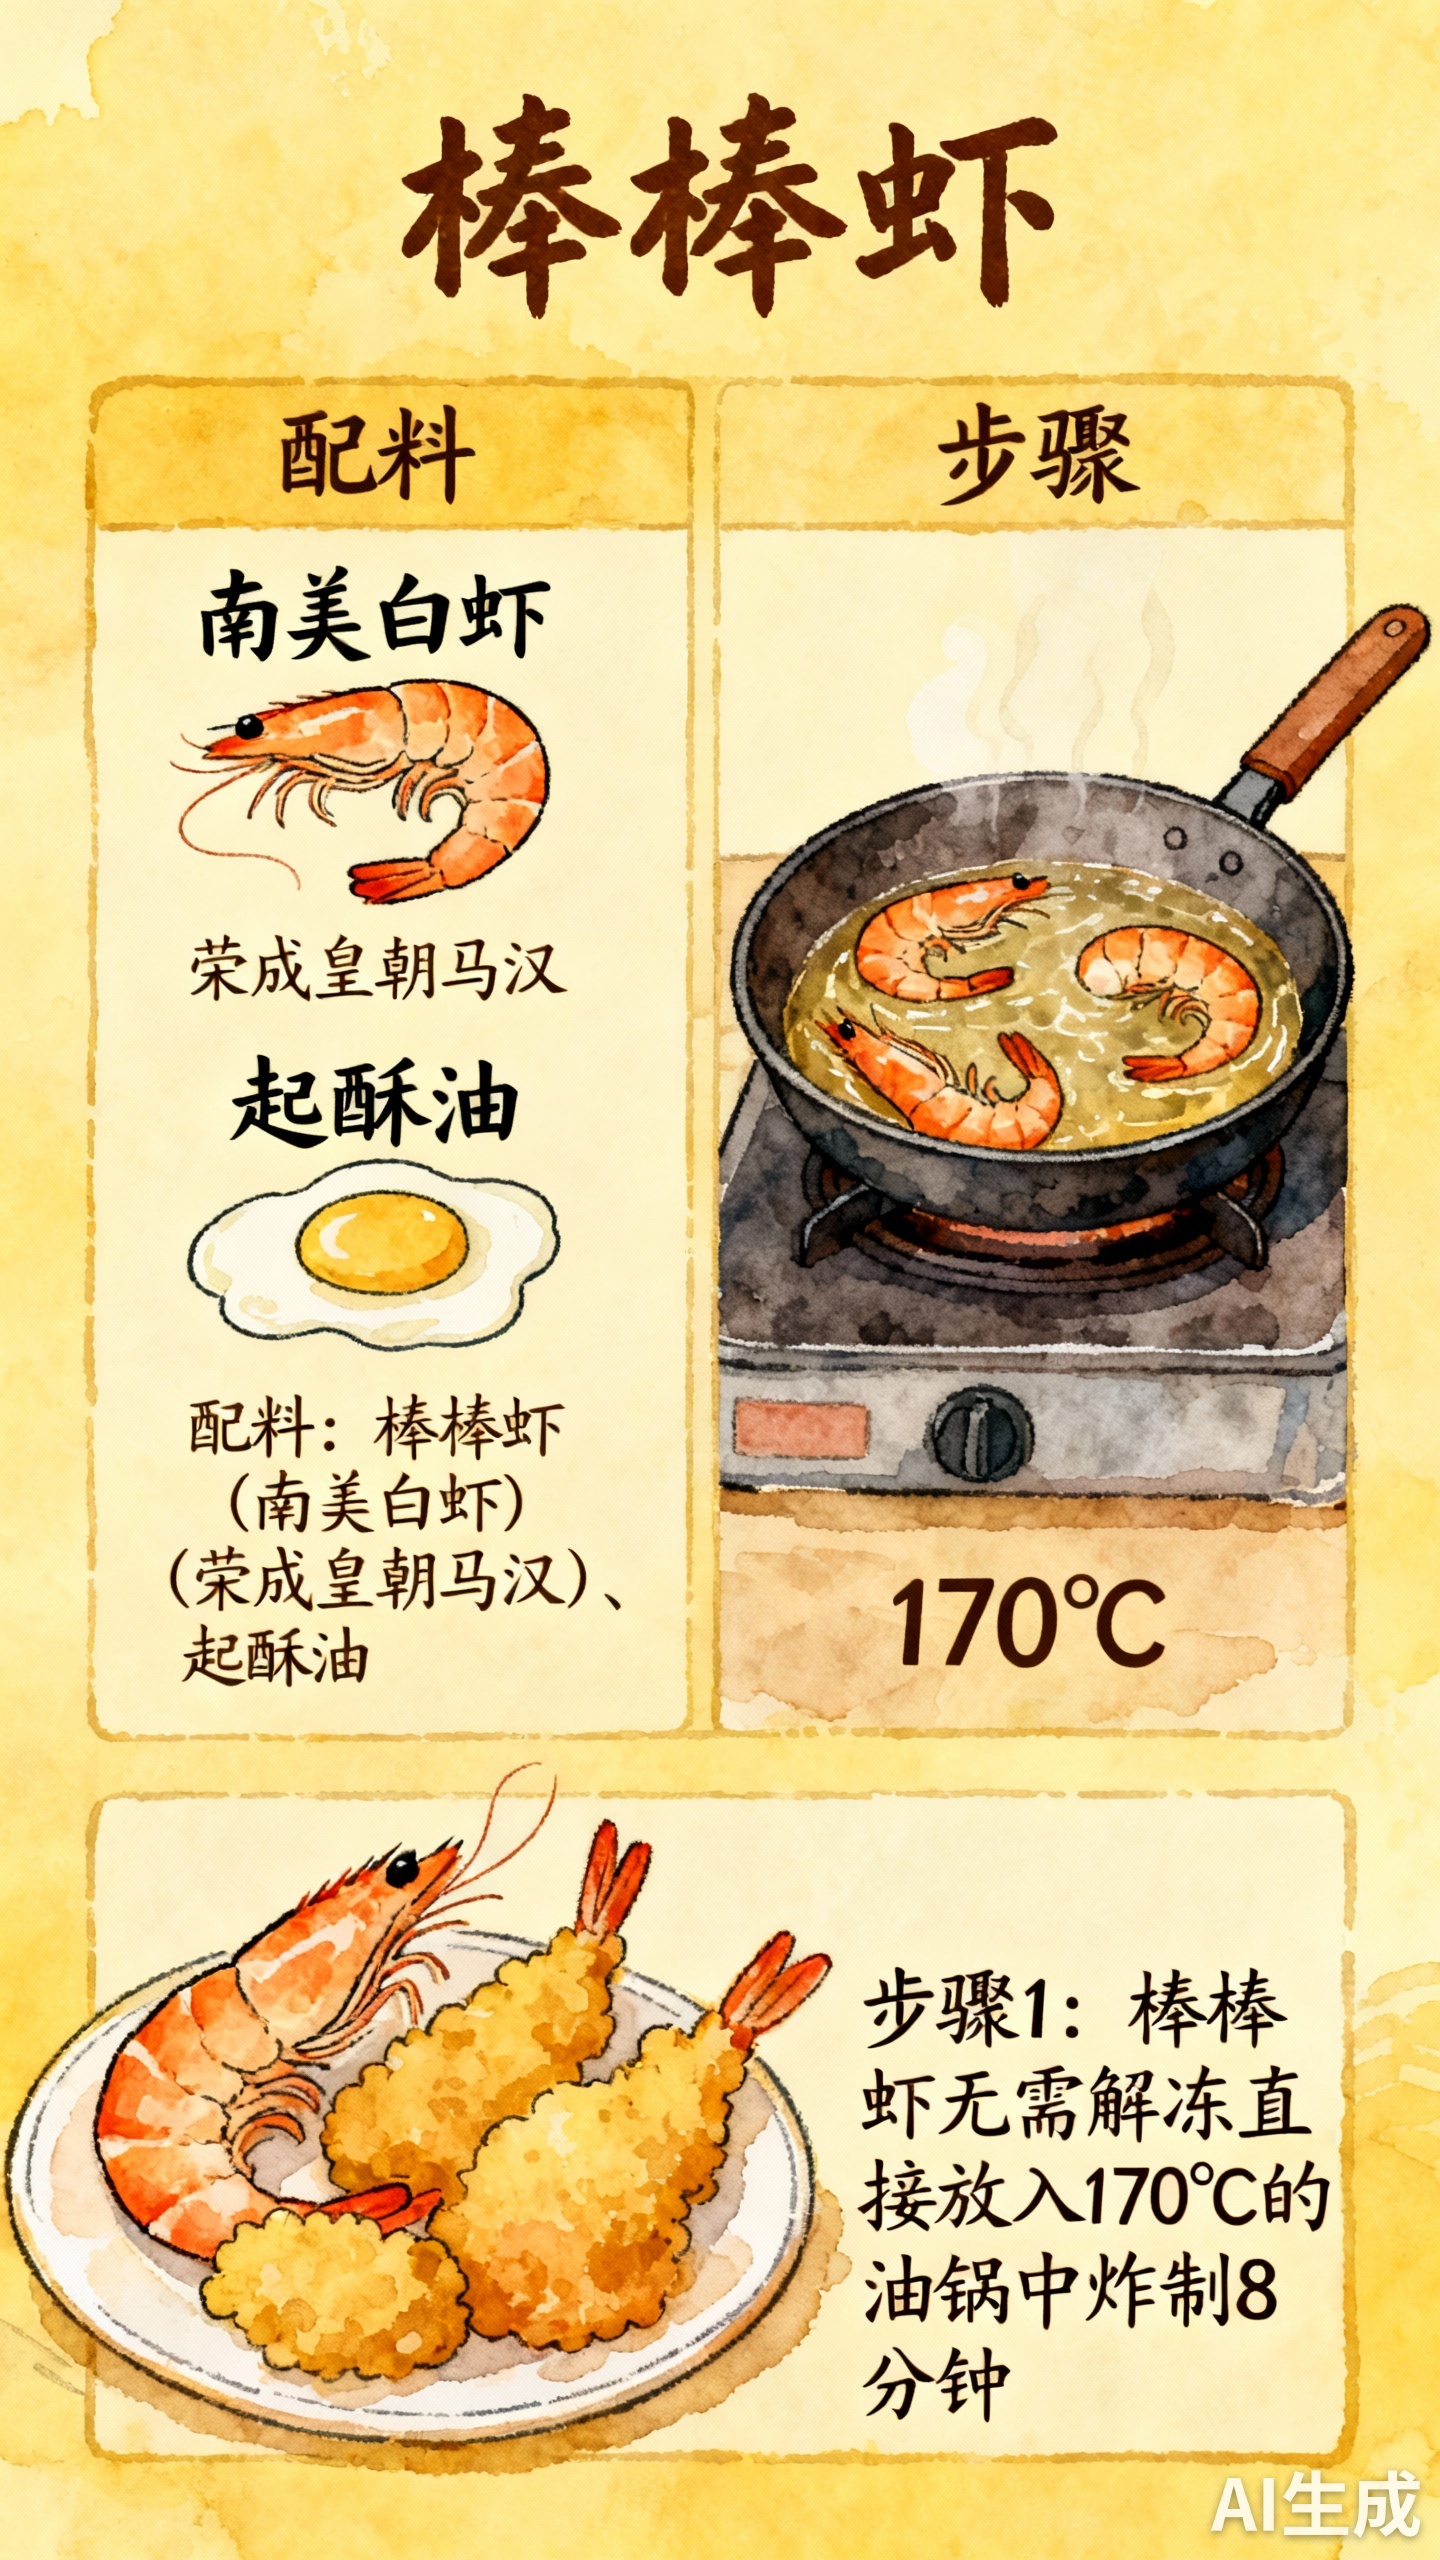 棒棒虾
配料
南美白虾
荣成皇朝马汉
起酥油
配料：棒棒虾
（南美白虾）
（荣成皇朝马汉）、
起酥油
步骤
170℃
步骤1：棒棒
虾无需解冻直
接放入170℃的
油锅中炸制8
分钟
AI生成